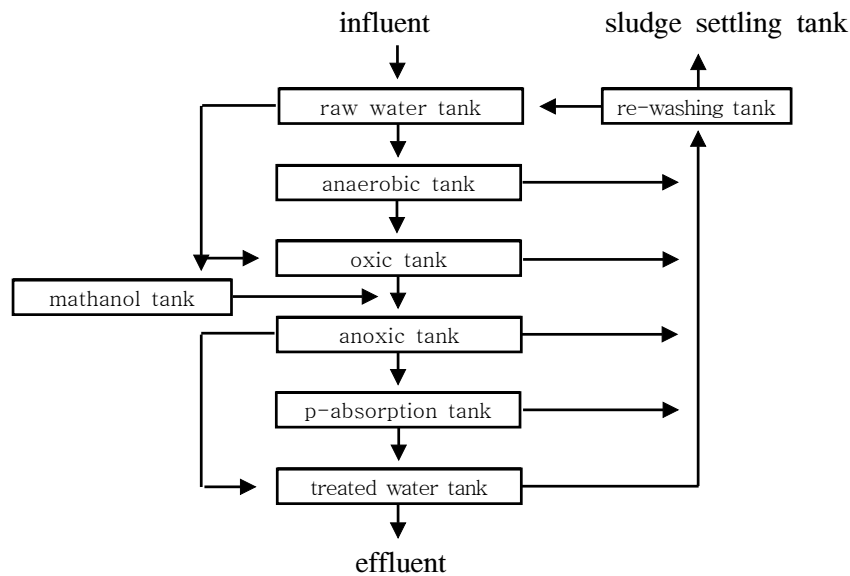 influent
sludge settling tank
raw water tank
re-washing tank
anaerobic tank
oxic tank
mathanol tank
anoxic tank
p-absorption tank
treated water tank
effluent